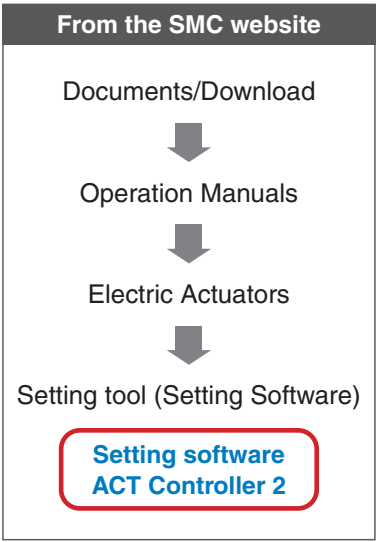 From the SMC website
Documents/Download
Operation Manuals
Electric Actuators
Setting tool (Setting Software)
Setting software
ACT Controller 2